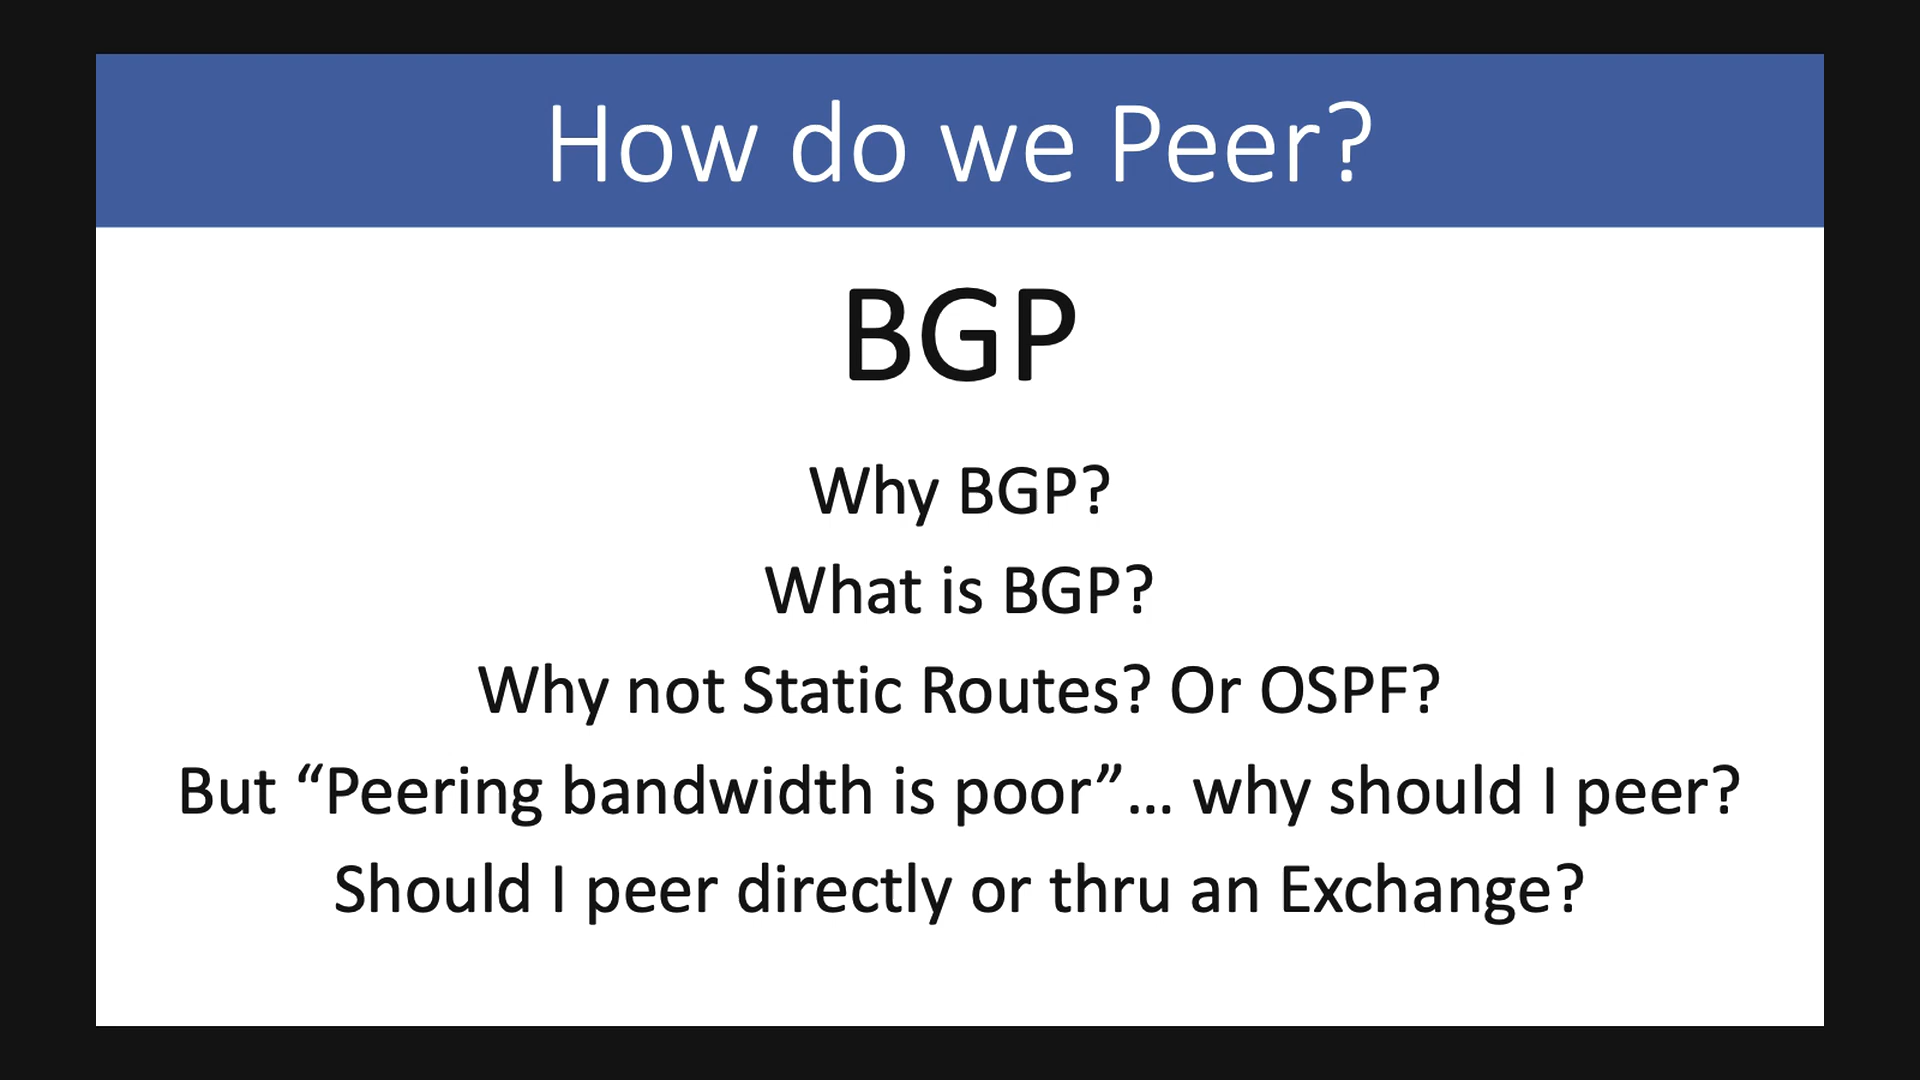 How do we Peer?
BGP
Why BGP?
What is BGP?
Why not Static Routes? Or OSPF?
But “Peering bandwidth is poor”... why should I peer?
Should I peer directly or thru an Exchange?